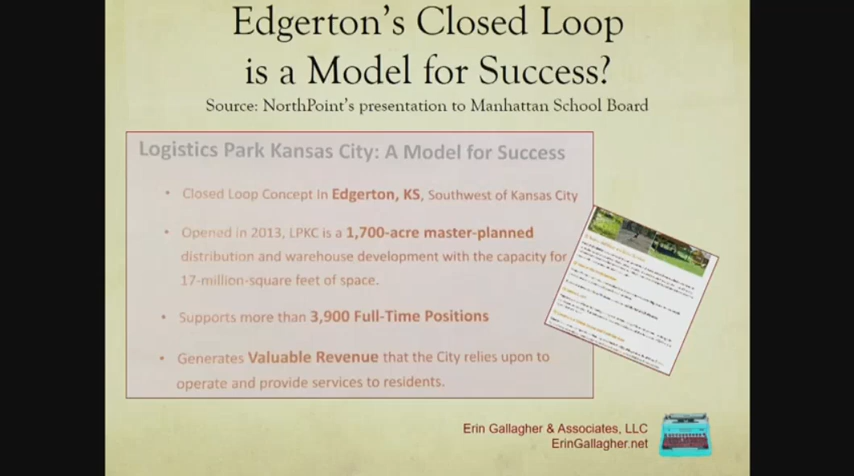 Edgerton's Closed Loop
is a Model for Success?
Source: NorthPoint's presentation to Manhattan School Board
Logistics Park Kansas City: A Model for Success
• Closed Loop Concept in Edgerton, KS, Southwest of Kansas City
• Opened in 2013, LPKC is a 1,700-acre master-planned
distribution and warehouse development with the capacity for
17-million-square feet of space.
• Supports more than 3,900 Full-Time Positions
• Generates Valuable Revenue that the City relies upon to
operate and provide services to residents.
Erin Gallagher & Associates, LLC
ErinGallagher.net